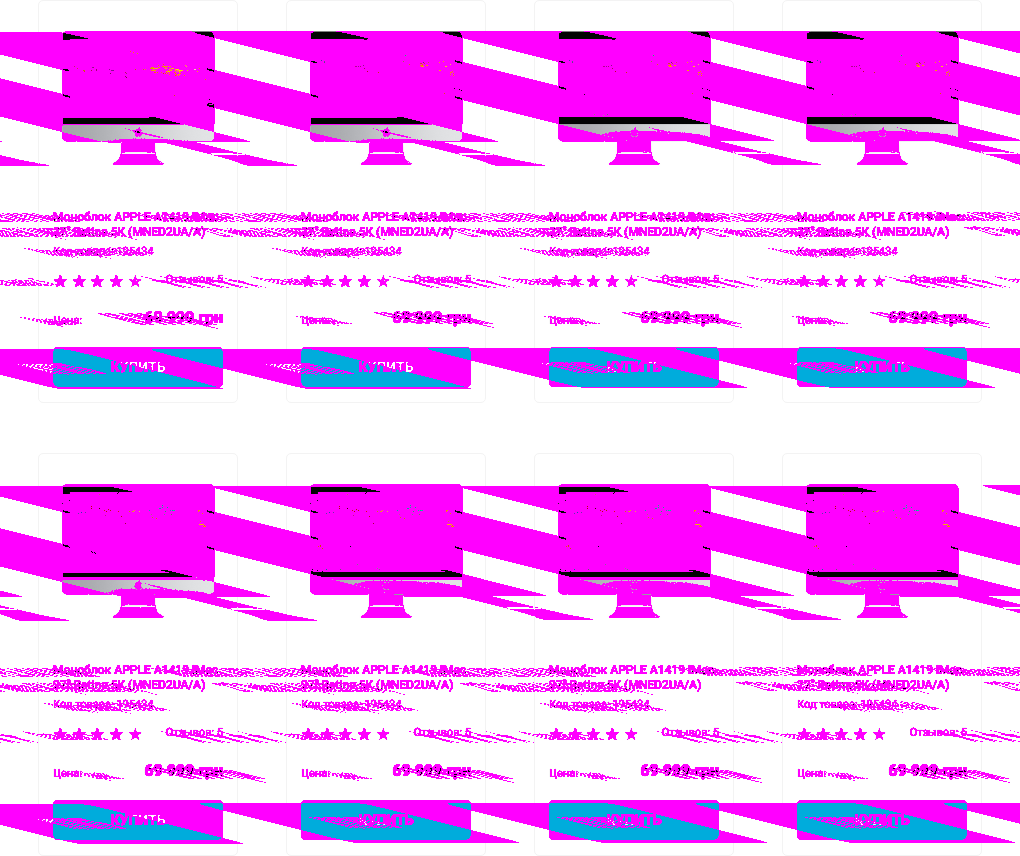 Моноблок APPLE A1419 iMac Моноблок APPLE A1419 iMac Моноблок APPLE A1419 iMac Моноблок APPLE A1419 iMac
27" Retina 5K (MNED2UA/A) 27" Retina 5K (MNED2UA/A) 27" Retina 5K (MNED2UA/A) 27" Retina 5K (MNED2UA/A)
Код товара: 195434 Код товара: 195434 Код товара: 195434 Код товара: 195434
Отзывов: 5 Отзывов: 5 Отзывов: 5 Отзывов: 5
Цена: 69 999 грн Цена: 69 999 грн Цена: 69 999 грн Цена: 69 999 грн
КУПИТЬ КУПИТЬ КУПИТЬ КУПИТЬ
Моноблок APPLE A1419 iMac Моноблок APPLE A1419 iMac Моноблок APPLE A1419 iMac Моноблок APPLE A1419 iMac
27" Retina 5K (MNED2UA/A) 27" Retina 5K (MNED2UA/A) 27" Retina 5K (MNED2UA/A) 27" Retina 5K (MNED2UA/A)
Код товара: 195434 Код товара: 195434 Код товара: 195434 Код товара: 195434
Отзывов: 5 Отзывов: 5 Отзывов: 5 Отзывов: 5
Цена: 69 999 грн Цена: 69 999 грн Цена: 69 999 грн Цена: 69 999 грн
КУПИТЬ КУПИТЬ КУПИТЬ КУПИТЬ